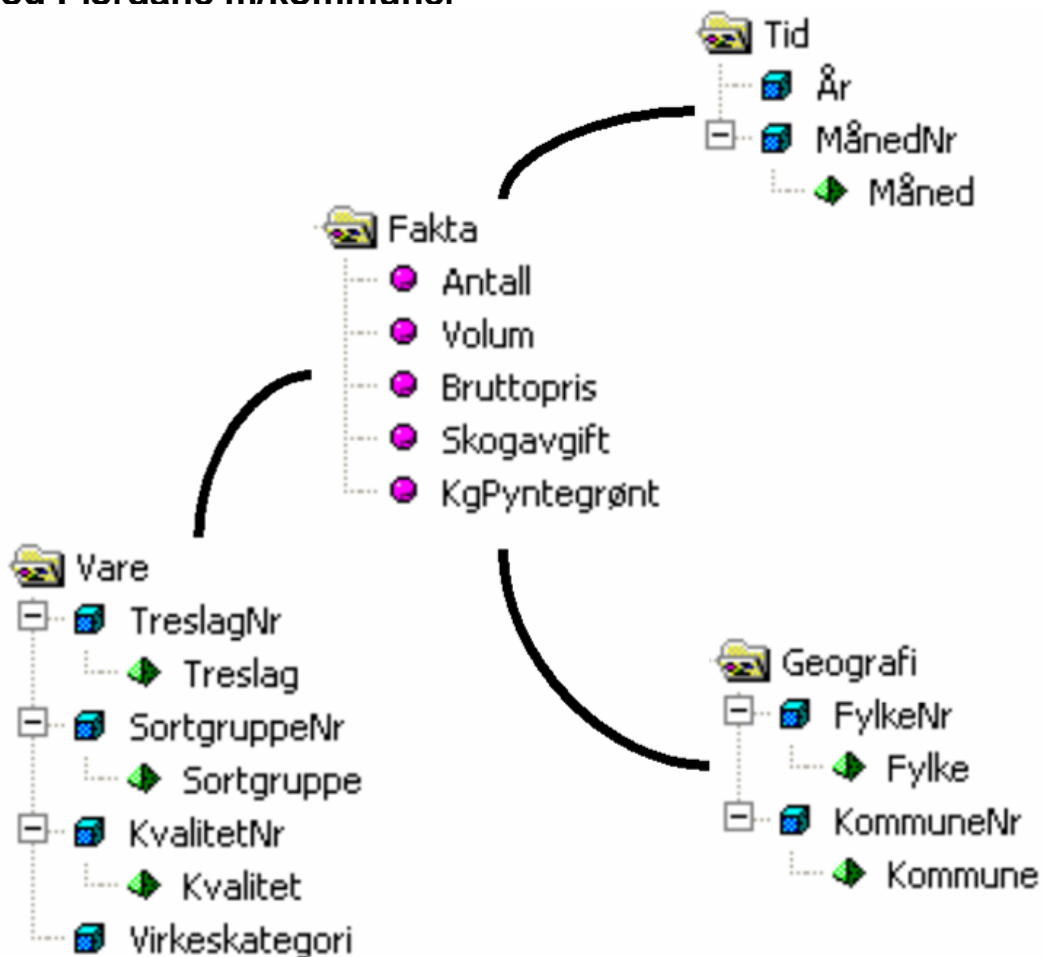 m/kommuner
Tid
År
MånedNr
Måned
Fakta
Antall
Volum
Bruttopris
Skogavgift
KgPyntegrønt
Vare
TreslagNr
Treslag
SortgruppeNr
Sortgruppe
KvalitetNr
Kvalitet
Virkeskategori
Geografi
FylkeNr
Fylke
KommuneNr
Kommune